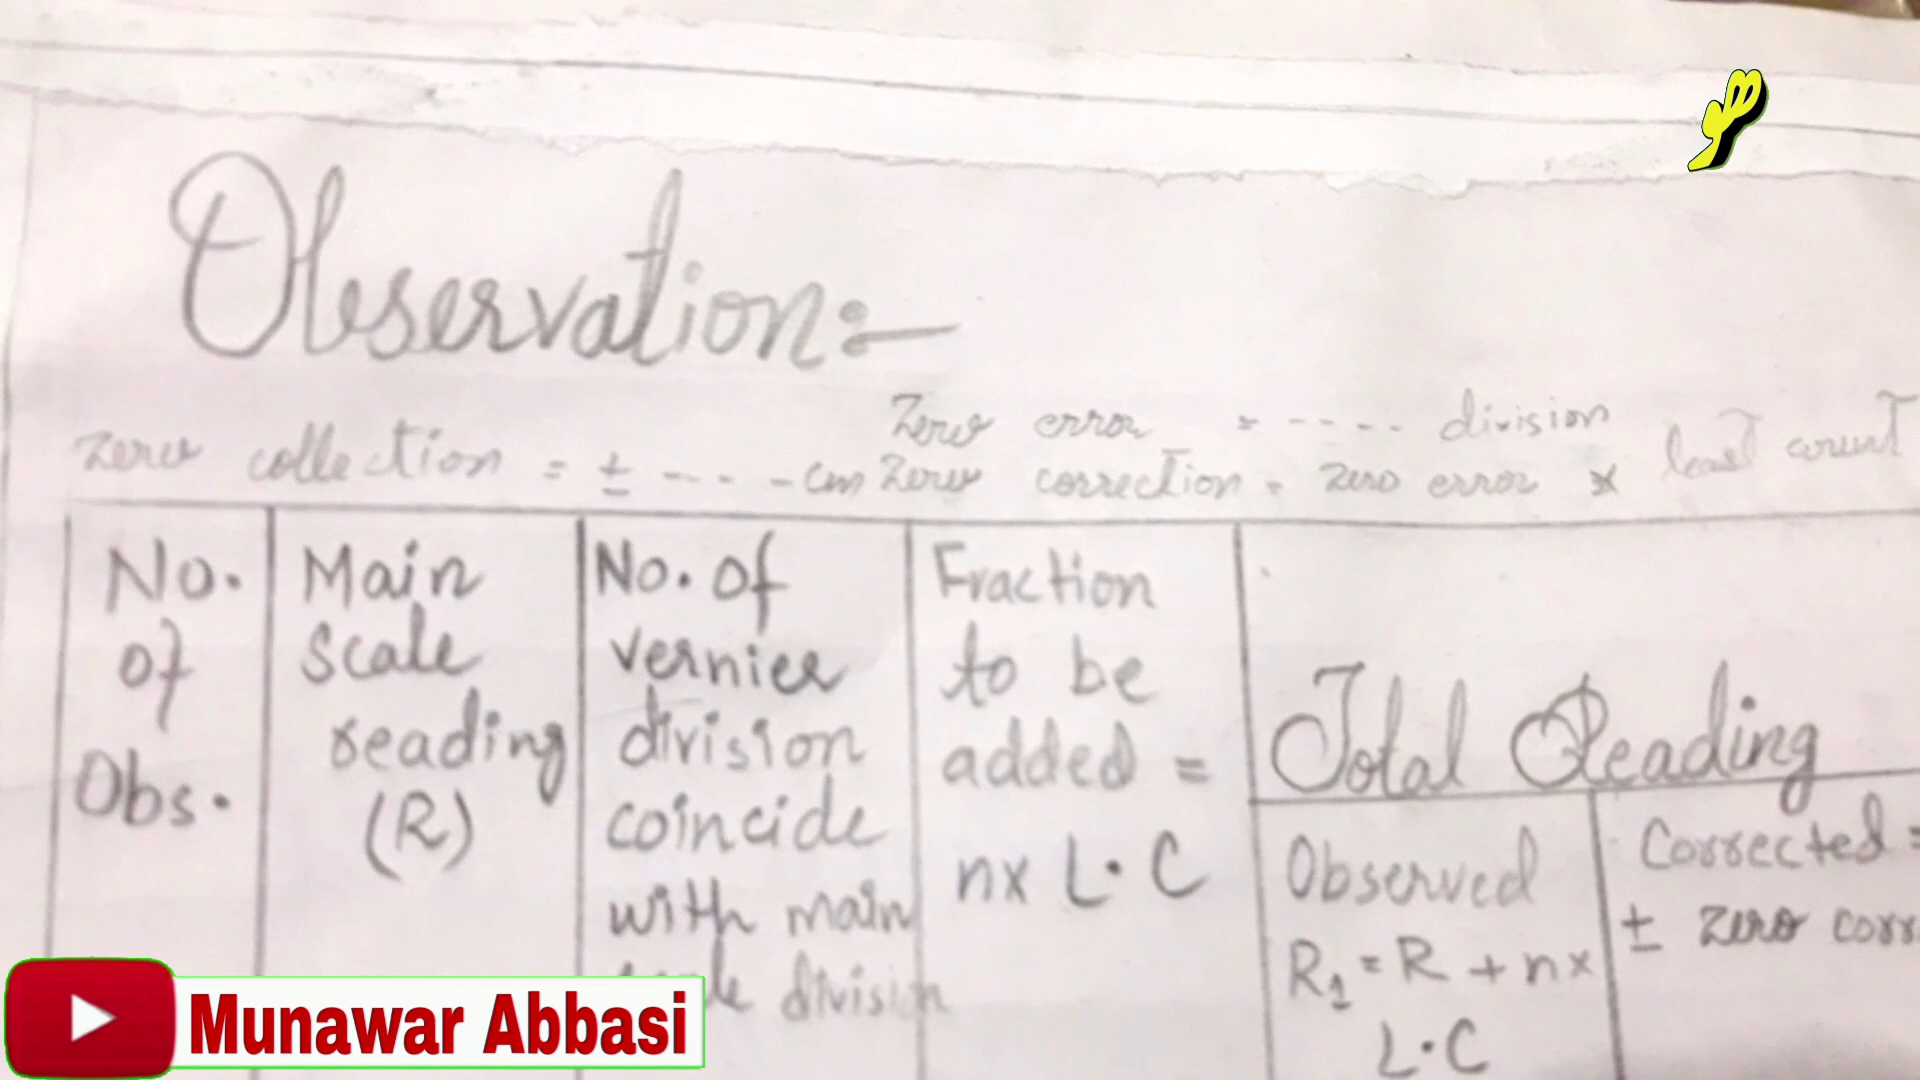 Observation:-
Zero error = ----- division
Zero collection = ± ---- cm Zero correction = zero error × least count
No.
of
Obs.
Main
scale
reading
(R)
No. of
vernier
division
coincide
with main
division
Fraction
to be
added =
n× L.C
Total Reading
Observed
R1 = R + n×
L.C
Corrected =
± zero
Munawar Abbasi